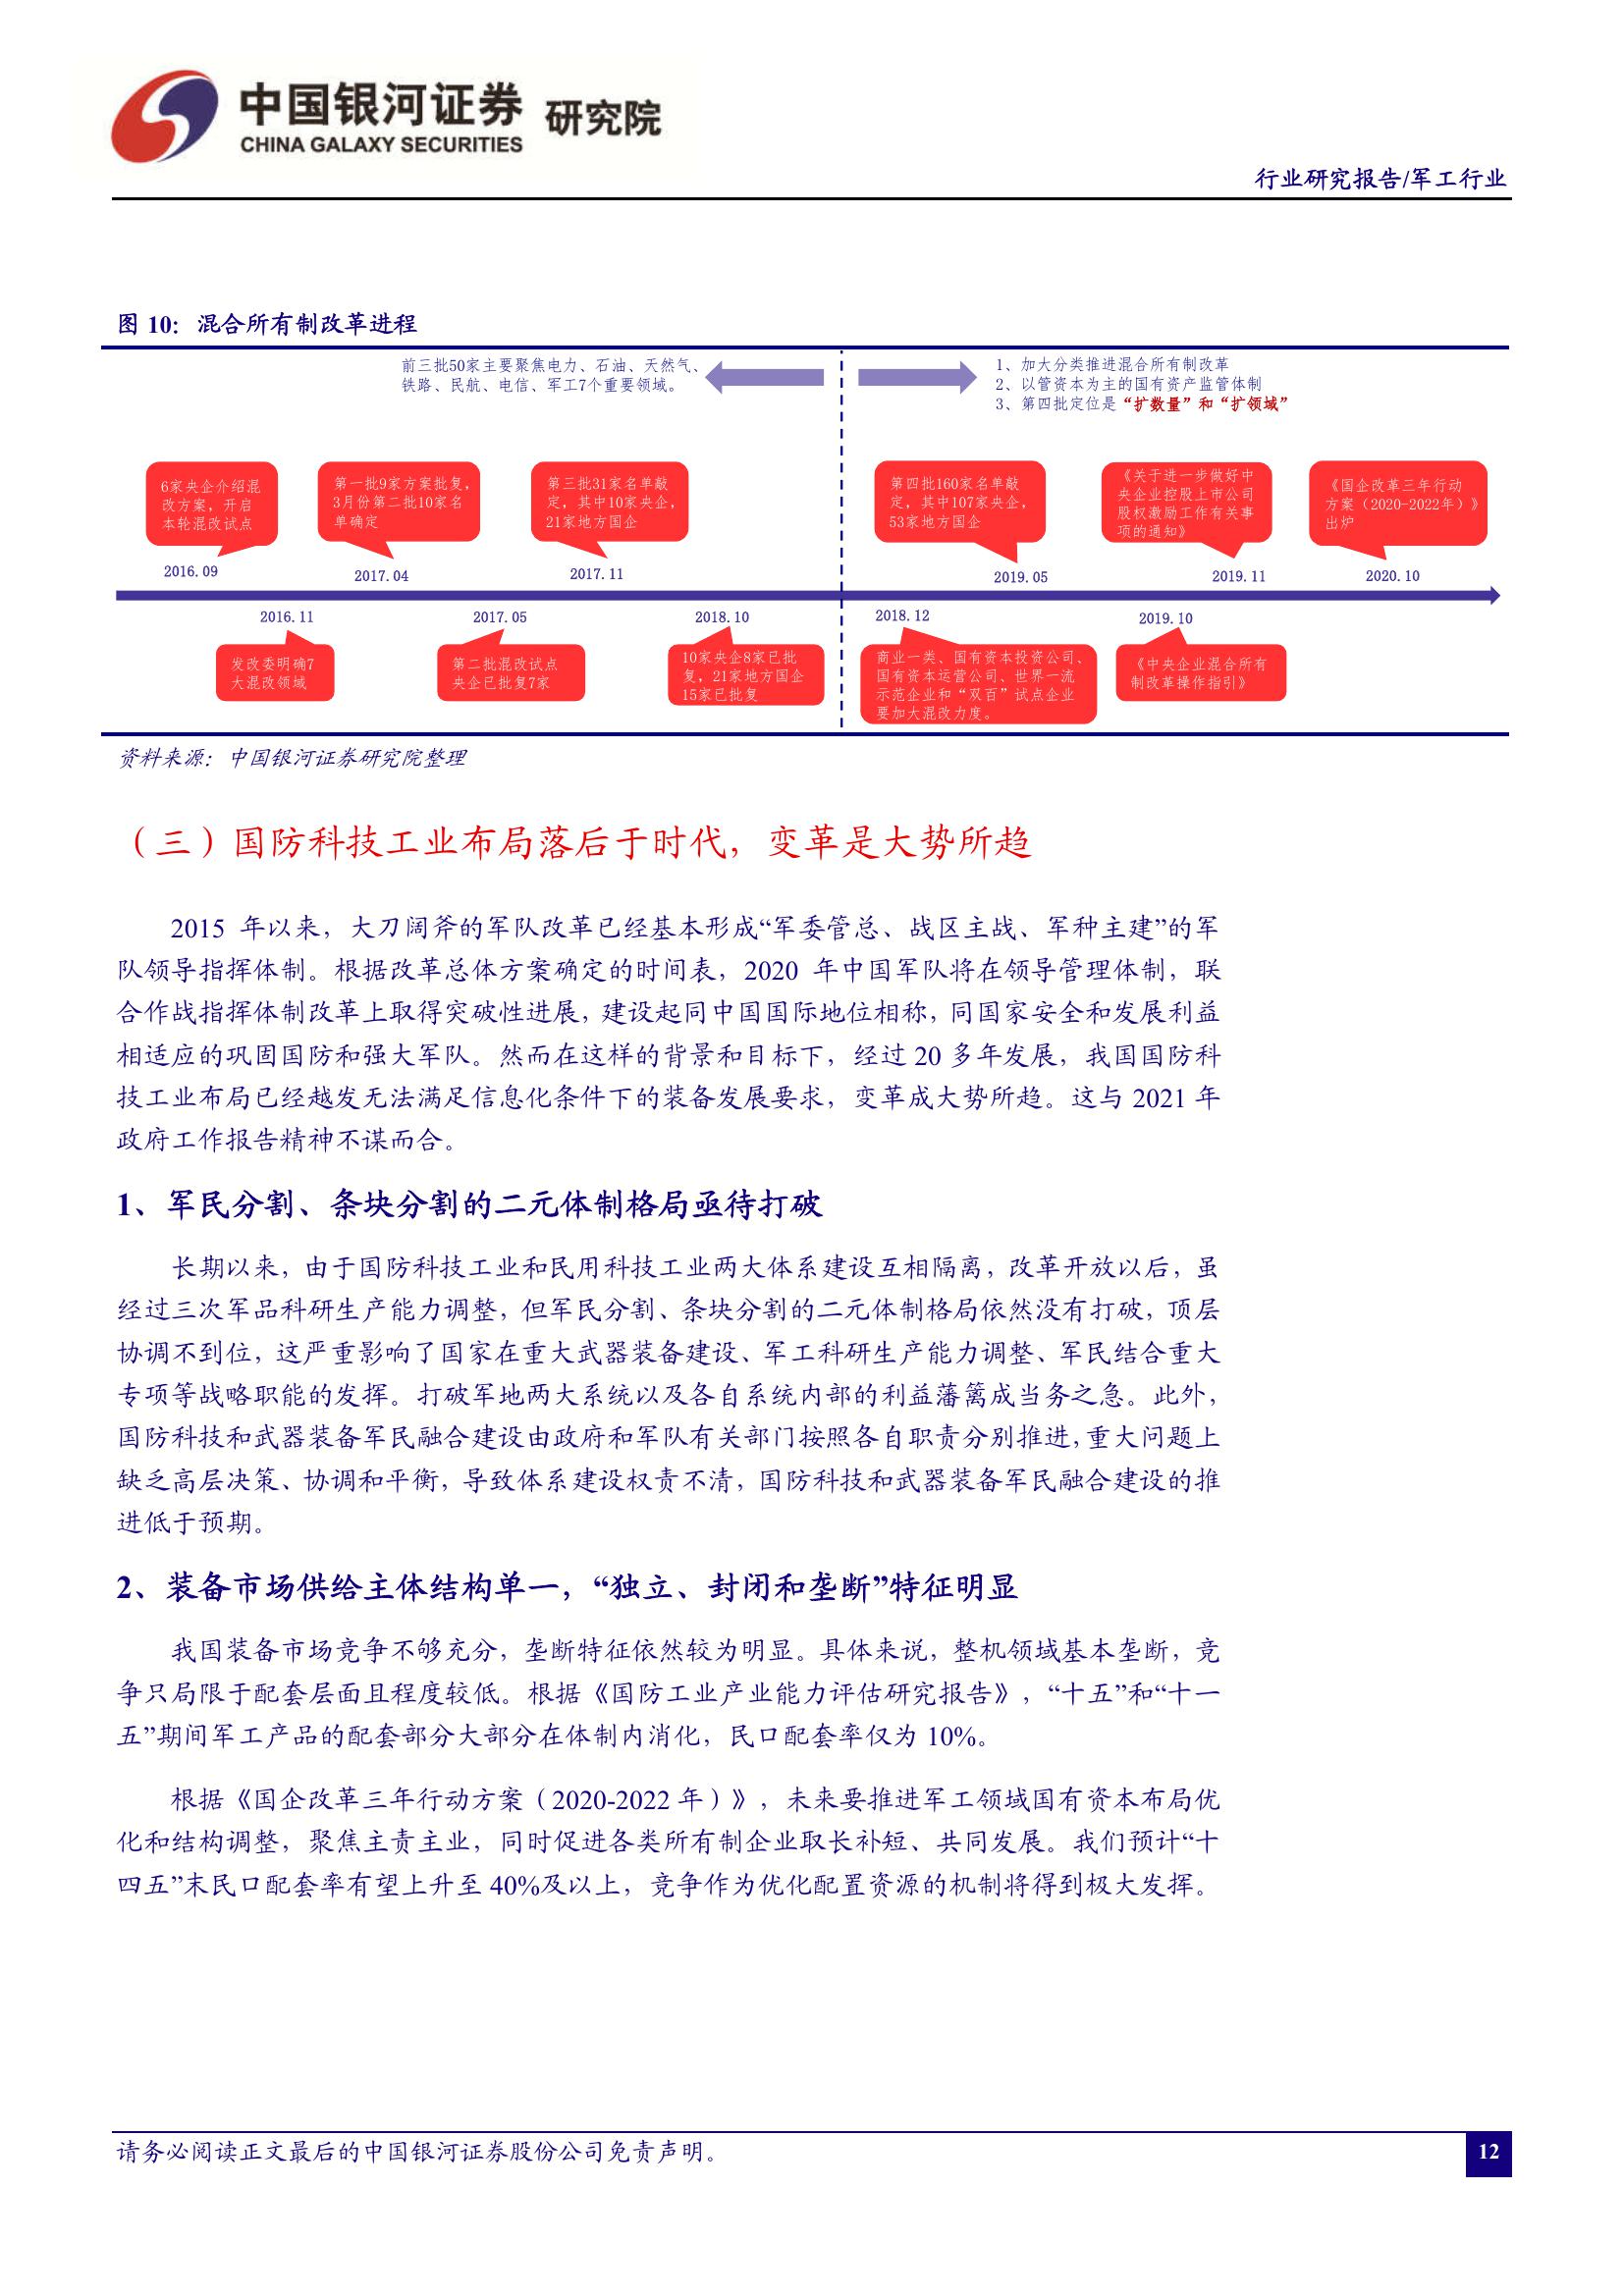 中国银河证券 研究院
CHINA GALAXY SECURITIES
行业研究报告/军工行业
图 10：混合所有制改革进程
前三批50家主要聚焦电力、石油、天然气、
铁路、民航、电信、军工7个重要领域。
1、加大分类推进混合所有制改革
2、以管资本为主的国有资产监管体制
3、第四批定位是“扩数量”和“扩领域”
6家央企介绍混
改方案，开启
本轮混改试点
第一批9家方案批复，
3月份第二批10家名
单确定
第三批31家名单敲
定，其中10家央企，
21家地方国企
第四批160家名单敲
定，其中107家央企，
53家地方国企
《关于进一步做好中
央企业控股上市公司
股权激励工作有关事
项的通知》
《国企改革三年行动
方案（2020-2022年）》
出炉
2016.09
2017.04
2017.11
2019.05
2019.11
2020.10
2016.11
2017.05
2018.10
2018.12
2019.10
发改委明确7
大混改领域
第二批混改试点
央企已批复7家
10家央企8家已批
复，21家地方国企
15家已批复
商业一类、国有资本投资公司、
国有资本运营公司、世界一流
示范企业和“双百”试点企业
要加大混改力度。
《中央企业混合所有
制改革操作指引》
资料来源：中国银河证券研究院整理
（三）国防科技工业布局落后于时代，变革是大势所趋
2015 年以来，大刀阔斧的军队改革已经基本形成“军委管总、战区主战、军种主建”的军
队领导指挥体制。根据改革总体方案确定的时间表，2020 年中国军队将在领导管理体制，联
合作战指挥体制改革上取得突破性进展，建设起同中国国际地位相称，同国家安全和发展利益
相适应的巩固国防和强大军队。然而在这样的背景和目标下，经过 20 多年发展，我国国防科
技工业布局已经越发无法满足信息化条件下的装备发展要求，变革成大势所趋。这与 2021 年
政府工作报告精神不谋而合。
1、军民分割、条块分割的二元体制格局亟待打破
长期以来，由于国防科技工业和民用科技工业两大体系建设互相隔离，改革开放以后，虽
经过三次军品科研生产能力调整，但军民分割、条块分割的二元体制格局依然没有打破，顶层
协调不到位，这严重影响了国家在重大武器装备建设、军工科研生产能力调整、军民结合重大
专项等战略职能的发挥。打破军地两大系统以及各自系统内部的利益藩篱成当务之急。此外，
国防科技和武器装备军民融合建设由政府和军队有关部门按照各自职责分别推进，重大问题上
缺乏高层决策、协调和平衡，导致体系建设权责不清，国防科技和武器装备军民融合建设的推
进低于预期。
2、装备市场供给主体结构单一，“独立、封闭和垄断”特征明显
我国装备市场竞争不够充分，垄断特征依然较为明显。具体来说，整机领域基本垄断，竞
争只局限于配套层面且程度较低。根据《国防工业产业能力评估研究报告》，“十五”和“十一
五”期间军工产品的配套部分大部分在体制内消化，民口配套率仅为 10%。
根据《国企改革三年行动方案（2020-2022 年）》，未来要推进军工领域国有资本布局优
化和结构调整，聚焦主责主业，同时促进各类所有制企业取长补短、共同发展。我们预计“十
四五”末民口配套率有望上升至 40%及以上，竞争作为优化配置资源的机制将得到极大发挥。
请务必阅读正文最后的中国银河证券股份公司免责声明。
12